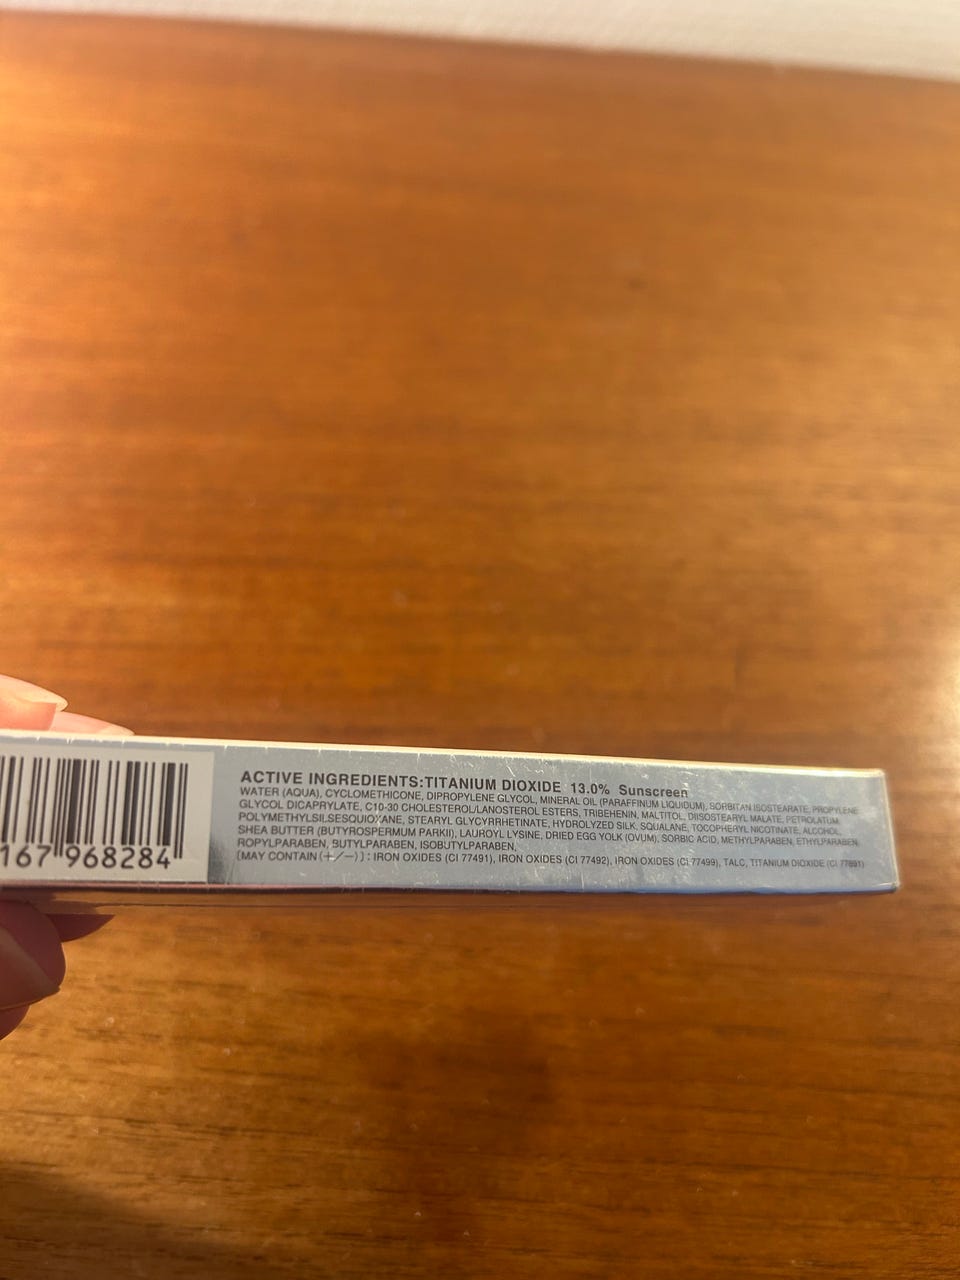 ACTIVE INGREDIENTS:TITANIUM DIOXIDE 13.0% Sunscreen
WATER (AQUA), CYCLOMETHICONE, DIPROPYLENE GLYCOL, MINERAL OIL (PARAFFINUM LIQUIDUM), SORBITAN ISOSTEARATE, PROPYLENE
GLYCOL DICAPRYLATE, C10-30 CHOLESTEROL/LANOSTEROL ESTERS, TRIBEHENIN, MALTITOL, DIISOSTEARYL MALATE, PETROLATUM,
POLYMETHYLSILSESQUIOXANE, STEARYL GLYCYRRHETINATE, HYDROLYZED SILK, SQUALANE, TOCOPHERYL NICOTINATE, ALCOHOL,
SHEA BUTTER (BUTYROSPERMUM PARKII), LAUROYL LYSINE, DRIED EGG YOLK (OVUM), SORBIC ACID, METHYLPARABEN, ETHYLPARABEN,
ROPYLPARABEN, BUTYLPARABEN, ISOBUTYLPARABEN,
[MAY CONTAIN(+/−)]: IRON OXIDES (CI 77491), IRON OXIDES (CI 77492), IRON OXIDES (CI 77499), TALC, TITANIUM DIOXIDE (CI 77891)
167 968284